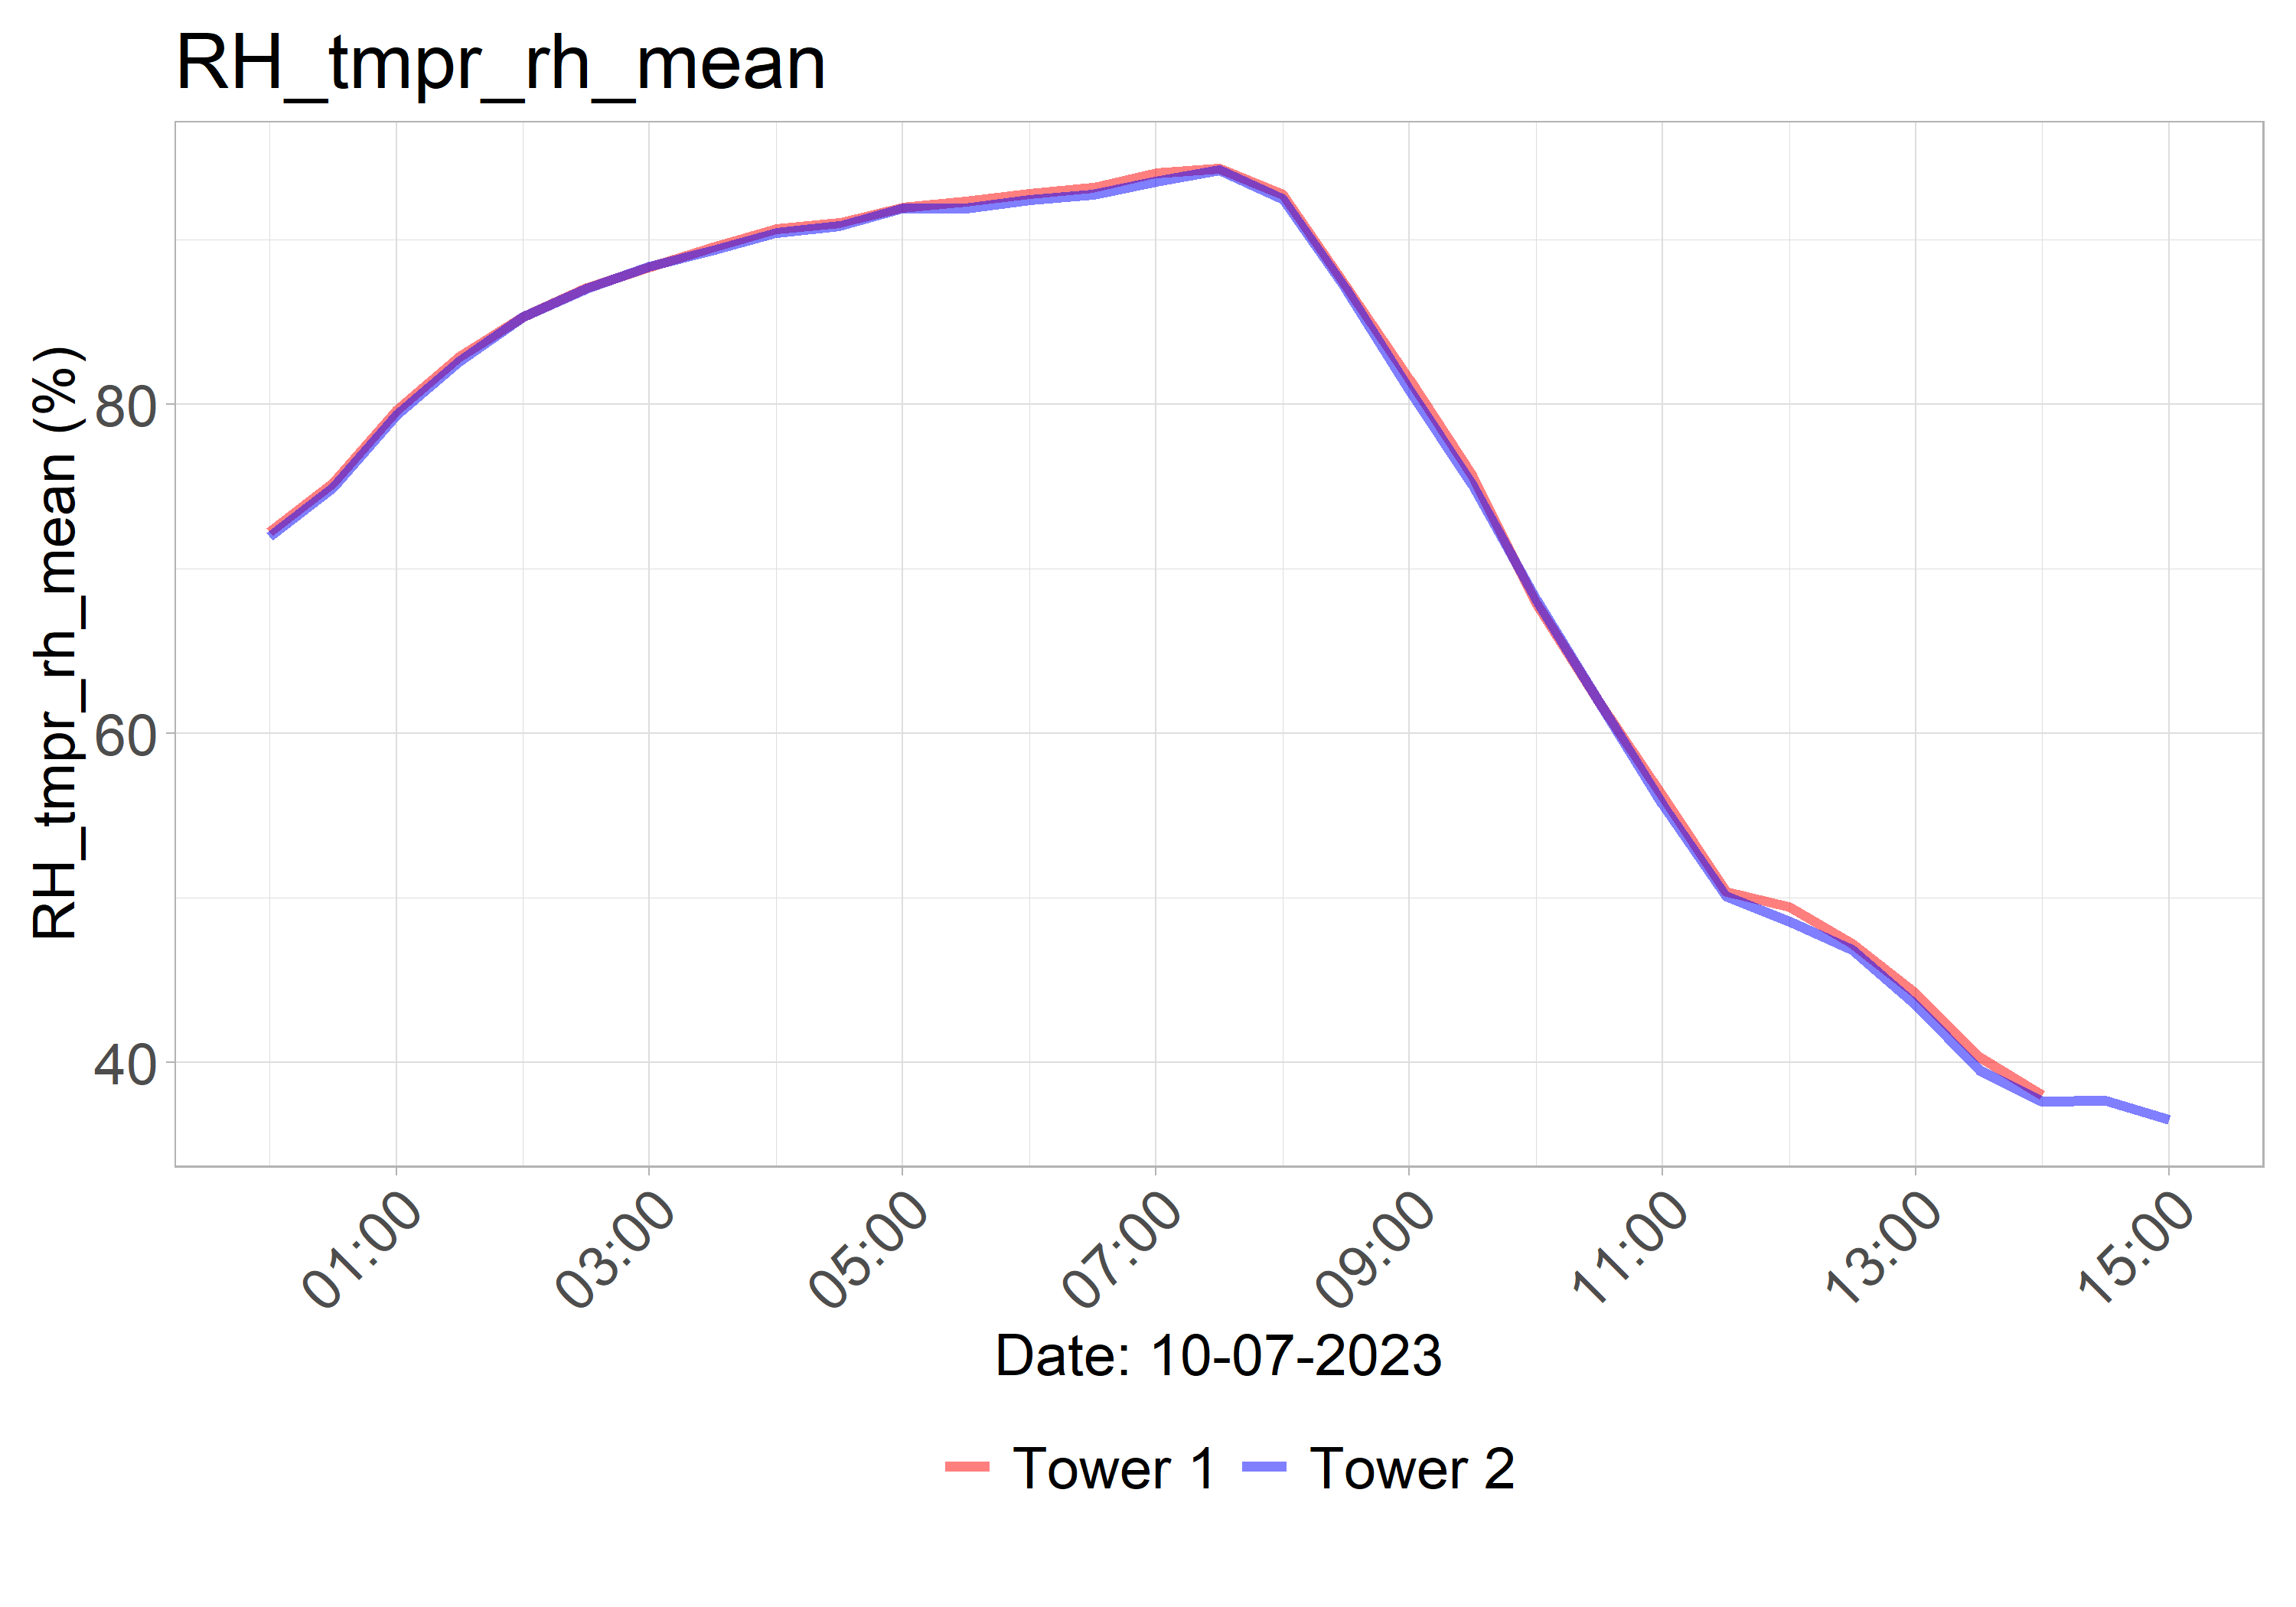 RH_tmpr_rh_mean
RH_tmpr_rh_mean (%)
80
60
40
01:00
03:00
05:00
07:00
09:00
11:00
13:00
15:00
Date: 10-07-2023
Tower 1
Tower 2